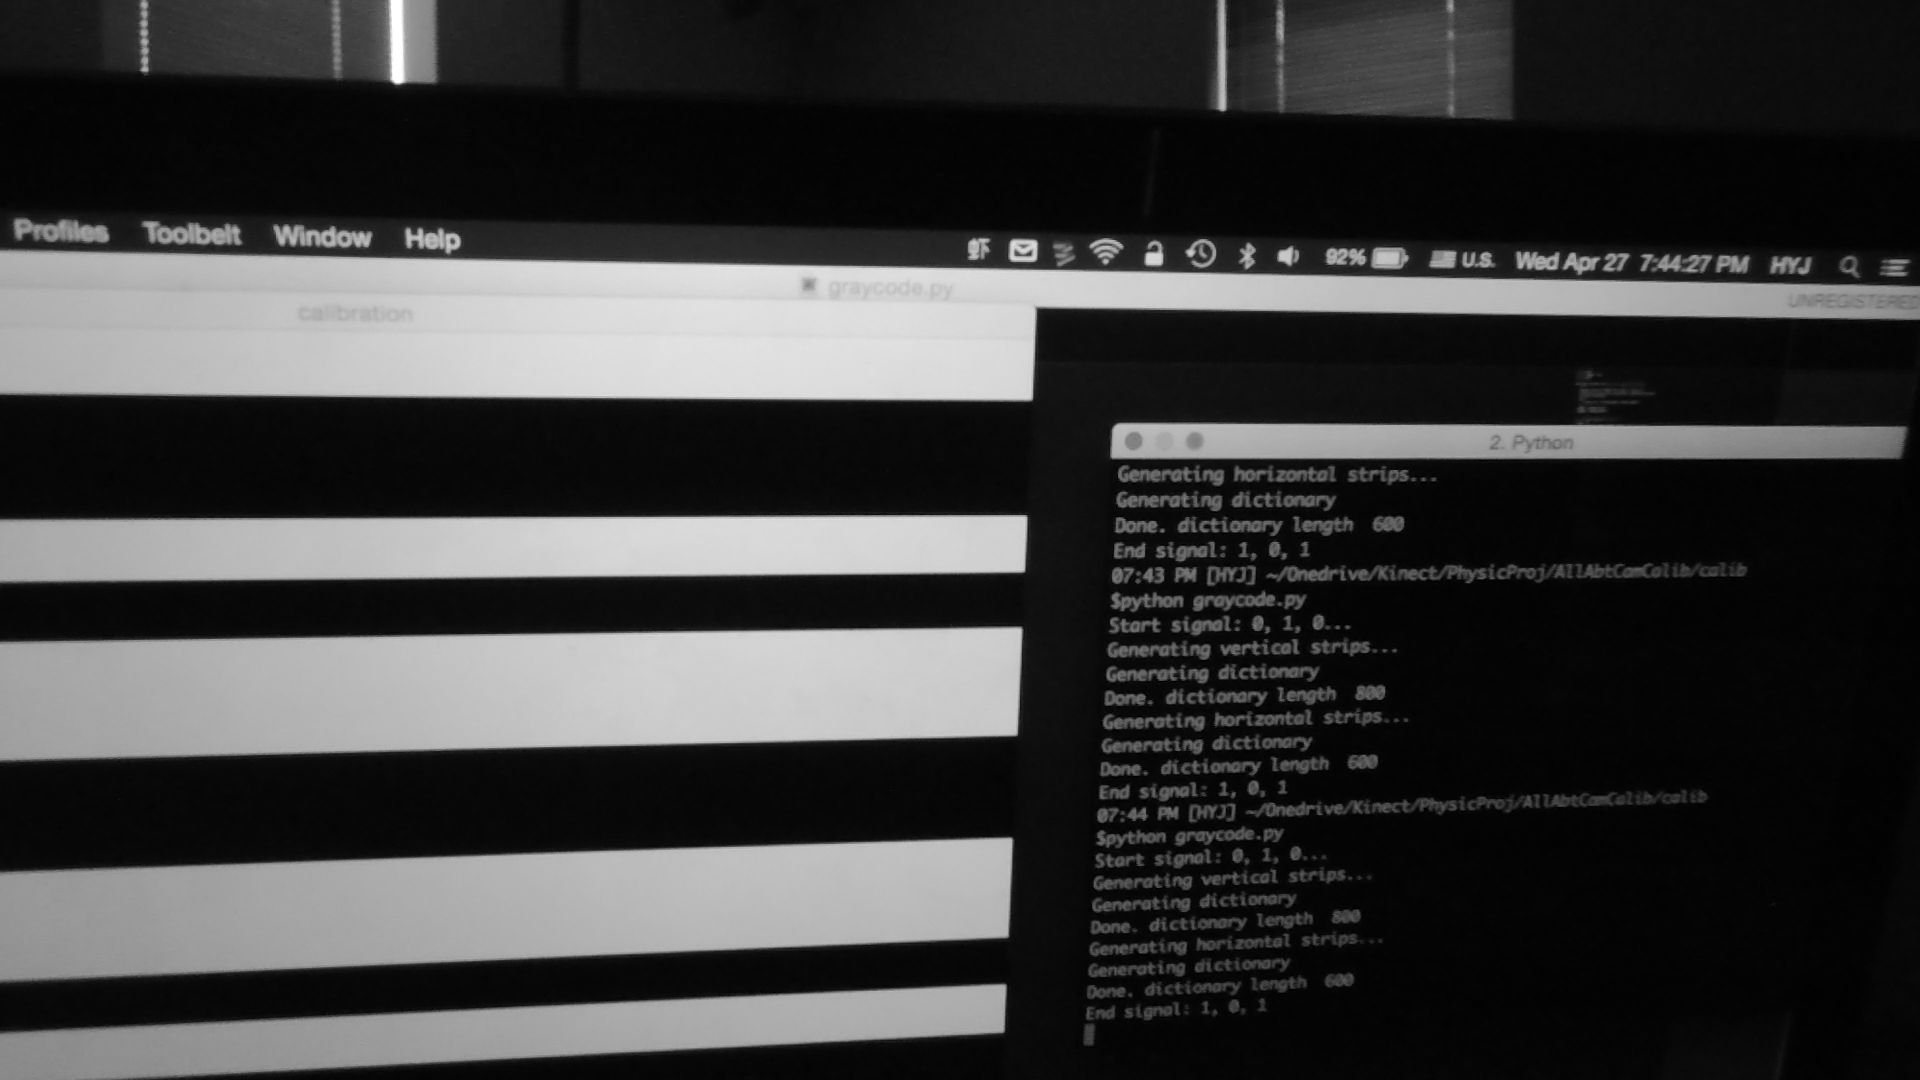 Profiles Toolbelt Window Help 92% U.S. Wed Apr 27 7:44:27 PM HYJ
graycode.py
UNREGISTERED
calibration
2. Python
Generating horizontal strips...
Generating dictionary
Done. dictionary length 600
End signal: 1, 0, 1
07:43 PM [HYJ] ~/Onedrive/Kinect/PhysicProj/AllAbtCamCalib/calib
$python graycode.py
Start signal: 0, 1, 0...
Generating vertical strips...
Generating dictionary
Done. dictionary length 800
Generating horizontal strips...
Generating dictionary
Done. dictionary length 600
End signal: 1, 0, 1
07:44 PM [HYJ] ~/Onedrive/Kinect/PhysicProj/AllAbtCamCalib/calib
$python graycode.py
Start signal: 0, 1, 0...
Generating vertical strips...
Generating dictionary
Done. dictionary length 800
Generating horizontal strips...
Generating dictionary
Done. dictionary length 600
End signal: 1, 0, 1